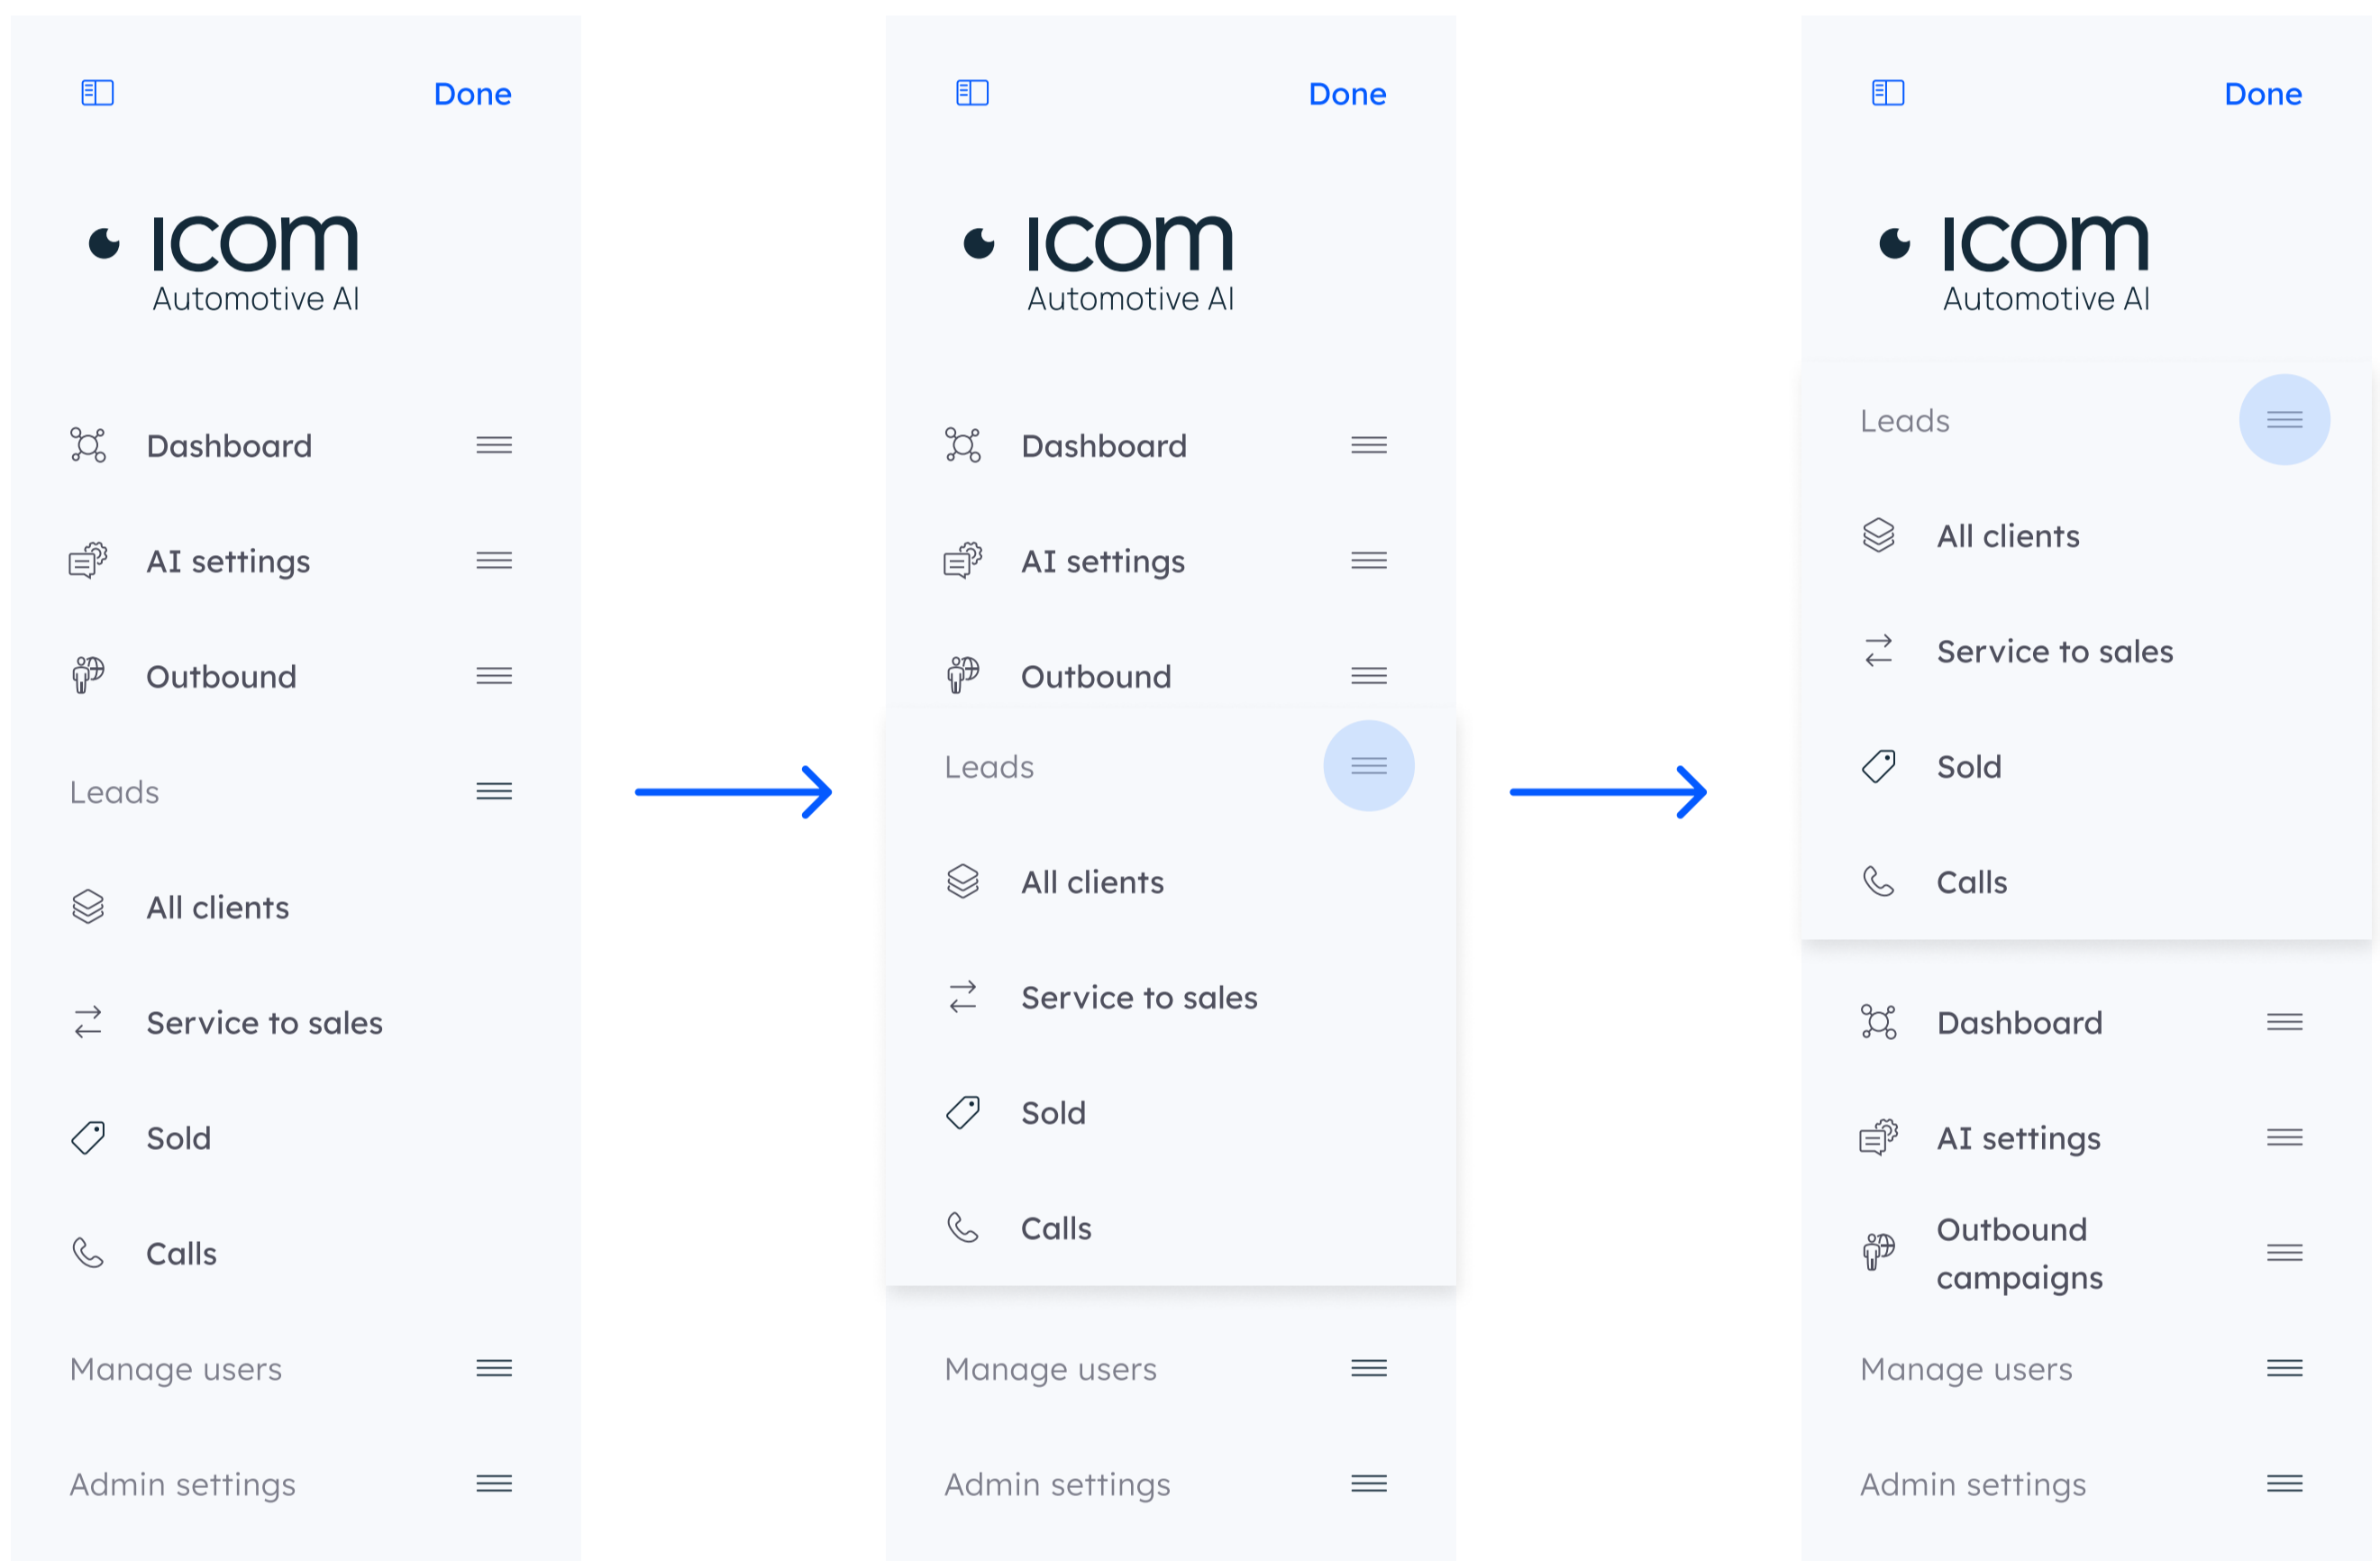 Done
icom
Automotive AI
Dashboard
AI settings
Outbound
Leads
All clients
Service to sales
Sold
Calls
Manage users
Admin settings
Done
icom
Automotive AI
Dashboard
AI settings
Outbound
Leads
All clients
Service to sales
Sold
Calls
Manage users
Admin settings
Done
icom
Automotive AI
Leads
All clients
Service to sales
Sold
Calls
Dashboard
AI settings
Outbound
campaigns
Manage users
Admin settings